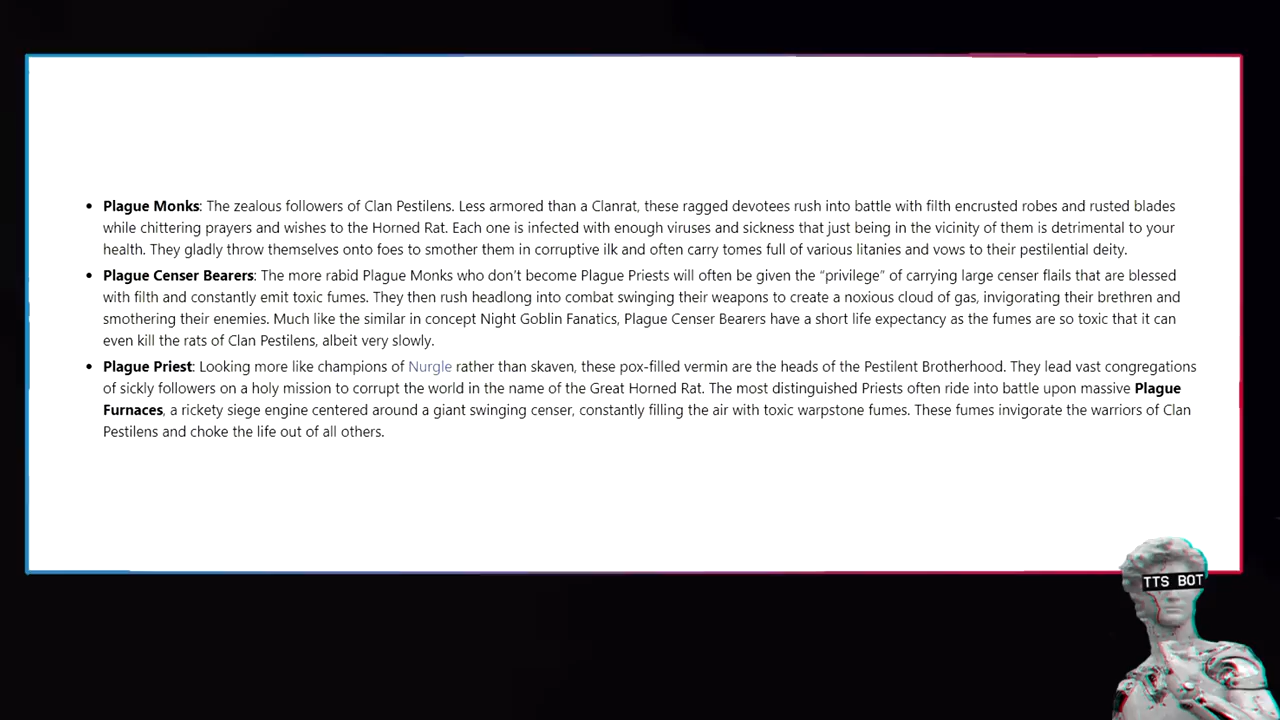 • Plague Monks: The zealous followers of Clan Pestilens. Less armored than a Clanrat, these ragged devotees rush into battle with filth encrusted robes and rusted blades
while chittering prayers and wishes to the Horned Rat. Each one is infected with enough viruses and sickness that just being in the vicinity of them is detrimental to your
health. They gladly throw themselves onto foes to smother them in corruptive ilk and often carry tomes full of various litanies and vows to their pestilential deity.
• Plague Censer Bearers: The more rabid Plague Monks who don’t become Plague Priests will often be given the “privilege” of carrying large censer flails that are blessed
with filth and constantly emit toxic fumes. They then rush headlong into combat swinging their weapons to create a noxious cloud of gas, invigorating their brethren and
smothering their enemies. Much like the similar in concept Night Goblin Fanatics, Plague Censer Bearers have a short life expectancy as the fumes are so toxic that it can
even kill the rats of Clan Pestilens, albeit very slowly.
• Plague Priest: Looking more like champions of Nurgle rather than skaven, these pox-filled vermin are the heads of the Pestilent Brotherhood. They lead vast congregations
of sickly followers on a holy mission to corrupt the world in the name of the Great Horned Rat. The most distinguished Priests often ride into battle upon massive Plague
Furnaces, a rickety siege engine centered around a giant swinging censer, constantly filling the air with toxic warpstone fumes. These fumes invigorate the warriors of Clan
Pestilens and choke the life out of all others.
TTS BOT